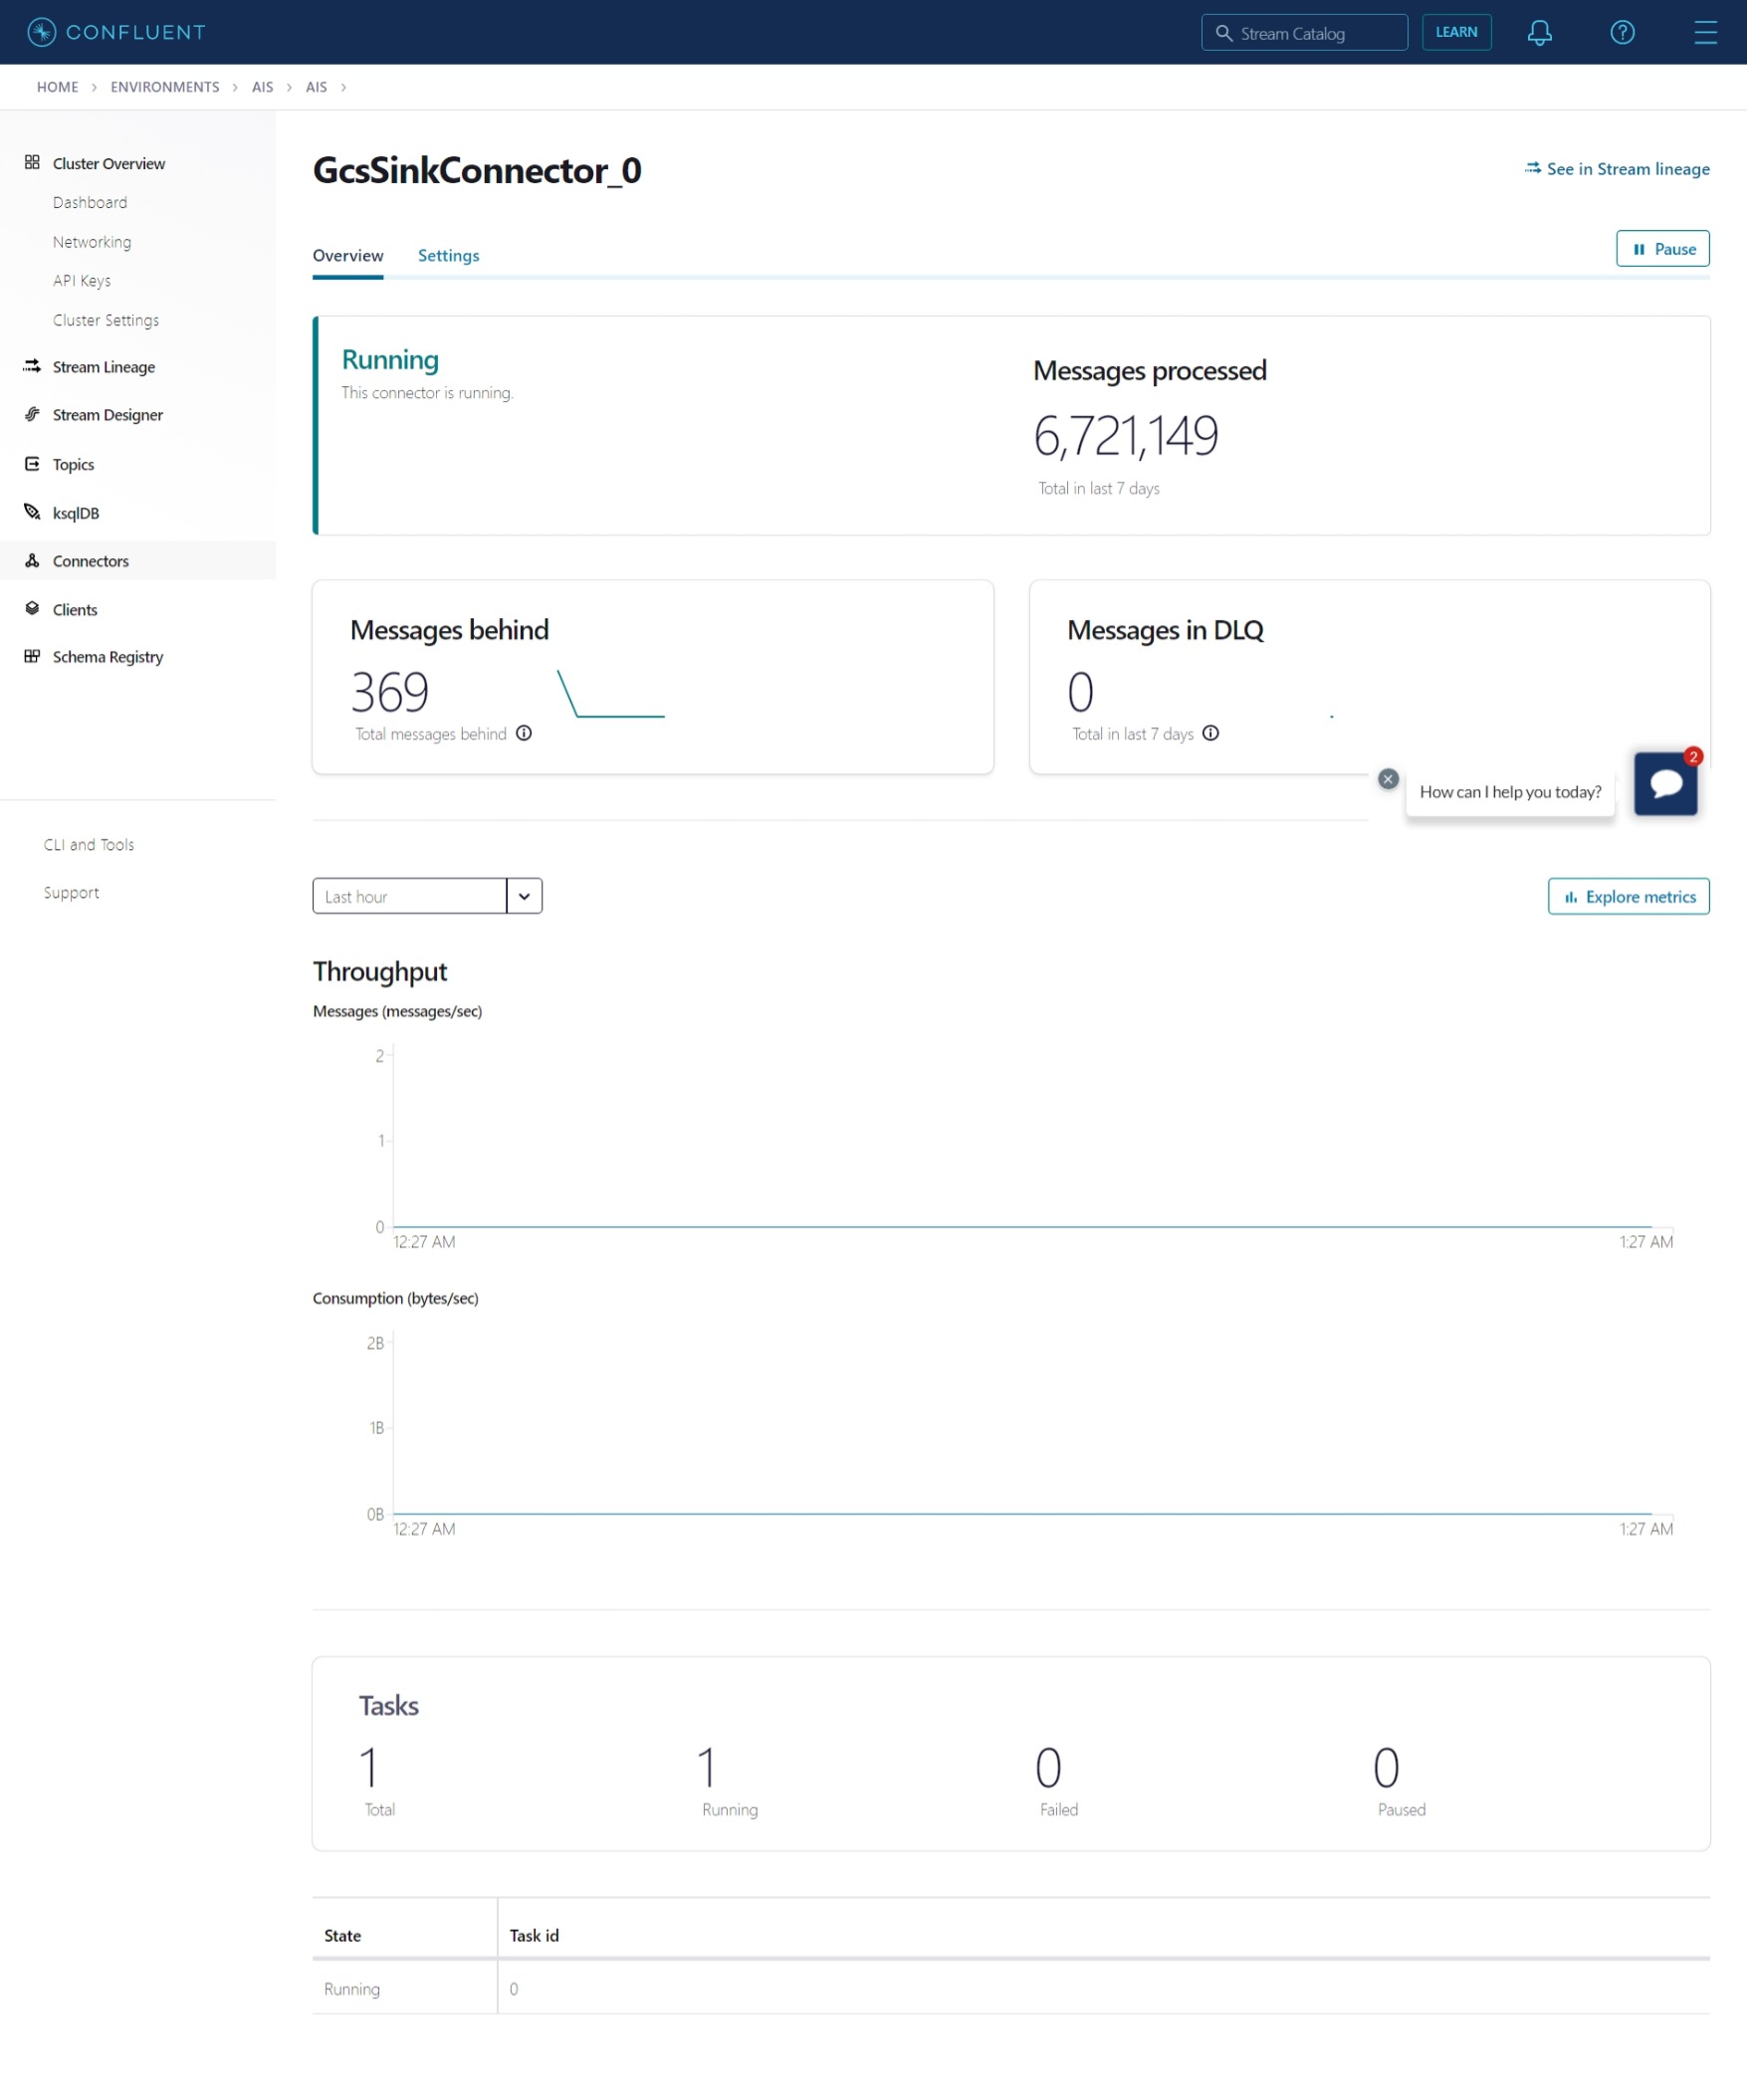 CONFLUENT
Stream Catalog
LEARN
HOME > ENVIRONMENTS > AIS > AIS >
Cluster Overview
Dashboard
Networking
API Keys
Cluster Settings
Stream Lineage
Stream Designer
Topics
ksqlDB
Connectors
Clients
Schema Registry
CLI and Tools
Support
GcsSinkConnector_0
See in Stream lineage
Overview
Settings
Pause
Running
This connector is running.
Messages processed
6,721,149
Total in last 7 days
Messages behind
369
Total messages behind
Messages in DLQ
0
Total in last 7 days
2
How can I help you today?
Last hour
Explore metrics
Throughput
Messages (messages/sec)
2
1
0
12:27 AM
1:27 AM
Consumption (bytes/sec)
2B
1B
0B
12:27 AM
1:27 AM
Tasks
1
Total
1
Running
0
Failed
0
Paused
State
Task id
Running
0